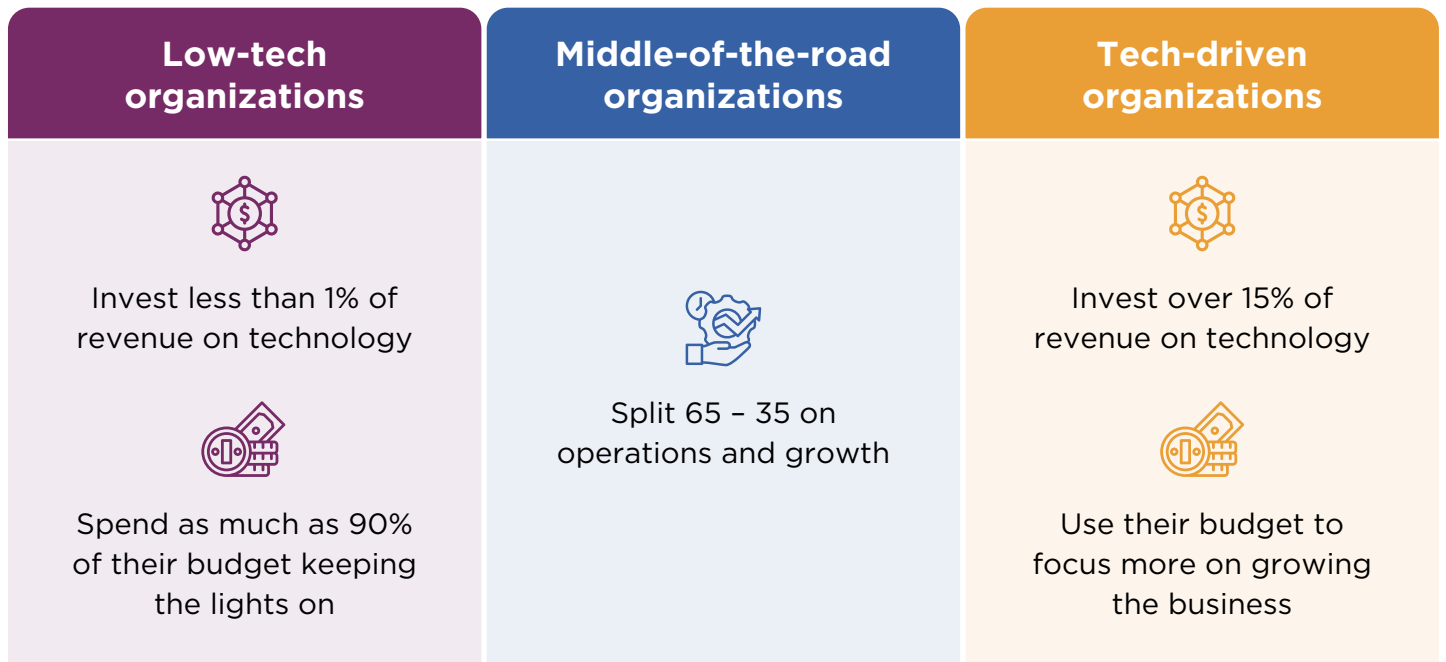 Low-tech
organizations
Invest less than 1% of
revenue on technology
Spend as much as 90%
of their budget keeping
the lights on
Middle-of-the-road
organizations
Split 65 – 35 on
operations and growth
Tech-driven
organizations
Invest over 15% of
revenue on technology
Use their budget to
focus more on growing
the business